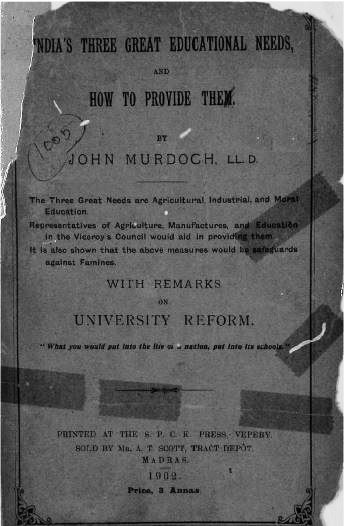 INDIA'S THREE GREAT EDUCATIONAL NEEDS,
AND
HOW TO PROVIDE THEM.
BY
1005
JOHN MURDOCH, LL.D.
The Three Great Needs are Agricultural, Industrial, and Moral
Education.
Representatives of Agriculture, Manufactures, and Education
in the Viceroy's Council would aid in providing them.
It is also shown that the above measures would be safeguards
against Famines.
WITH REMARKS
ON
UNIVERSITY REFORM.
"What you would put into the life of a nation, put into its schools."
PRINTED AT THE S. P. C. K. PRESS, VEPERY.
SOLD BY MR. A. T. SCOTT, TRACT DEPÔT,
MADRAS.
1902.
Price, 3 Annas.